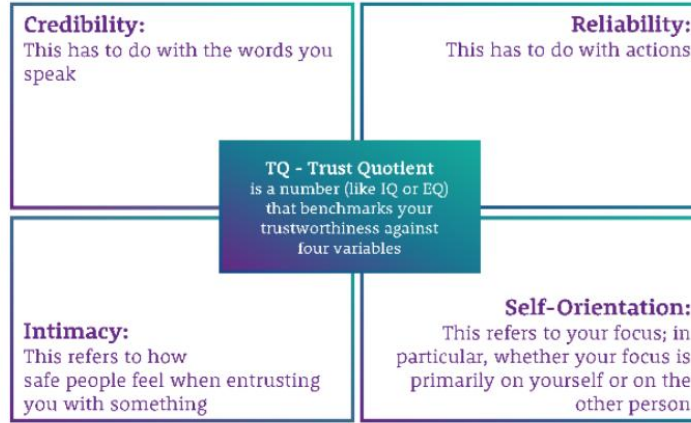 Credibility:
This has to do with the words you
speak
Reliability:
This has to do with actions
TQ - Trust Quotient
is a number (like IQ or EQ)
that benchmarks your
trustworthiness against
four variables
Intimacy:
This refers to how
safe people feel when entrusting
you with something
Self-Orientation:
This refers to your focus; in
particular, whether your focus is
primarily on yourself or on the
other person